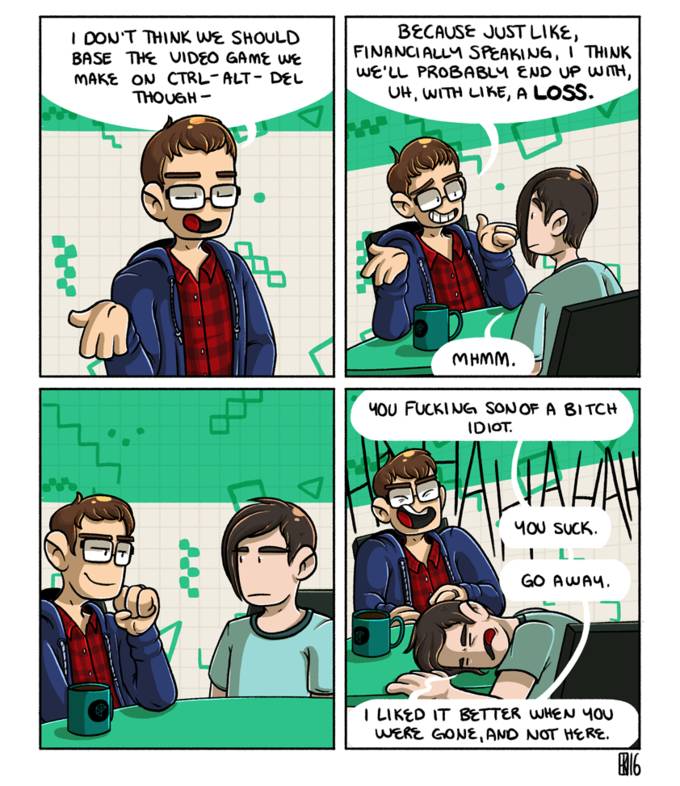 I DON'T THINK WE SHOULD
BASE THE VIDEO GAME WE
MAKE ON CTRL-ALT-DEL
THOUGH-
BECAUSE JUST LIKE,
FINANCIALLY SPEAKING, I THINK
WE'LL PROBABLY END UP WITH,
UH, WITH LIKE, A LOSS.
MHMM.
YOU FUCKING SON OF A BITCH
IDIOT.
HAHAHAHAHAH
YOU SUCK.
GO AWAY.
I LIKED IT BETTER WHEN YOU
WERE GONE, AND NOT HERE.
16